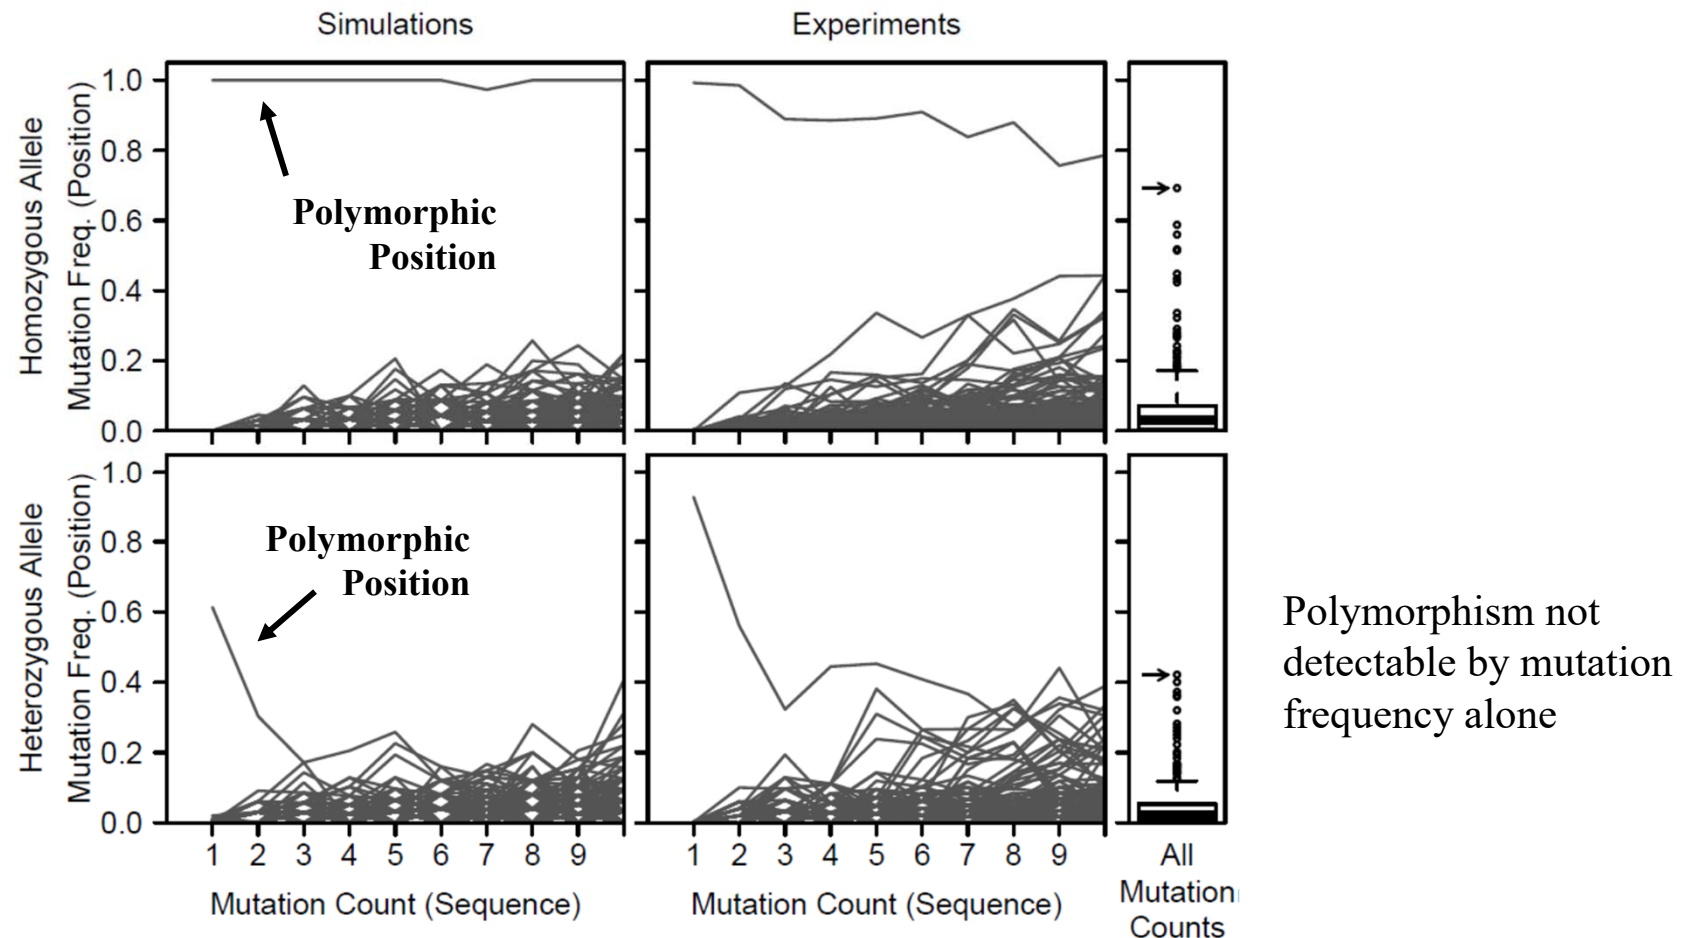 Simulations
Experiments
Homozygous Allele
Mutation Freq. (Position)
1.0
0.8
0.6
0.4
0.2
0.0
Polymorphic
Position
Heterozygous Allele
Mutation Freq. (Position)
1.0
0.8
0.6
0.4
0.2
0.0
Polymorphic
Position
1 2 3 4 5 6 7 8 9
1 2 3 4 5 6 7 8 9
Mutation Count (Sequence)
Mutation Count (Sequence)
All
Mutation
Counts
Polymorphism not
detectable by mutation
frequency alone